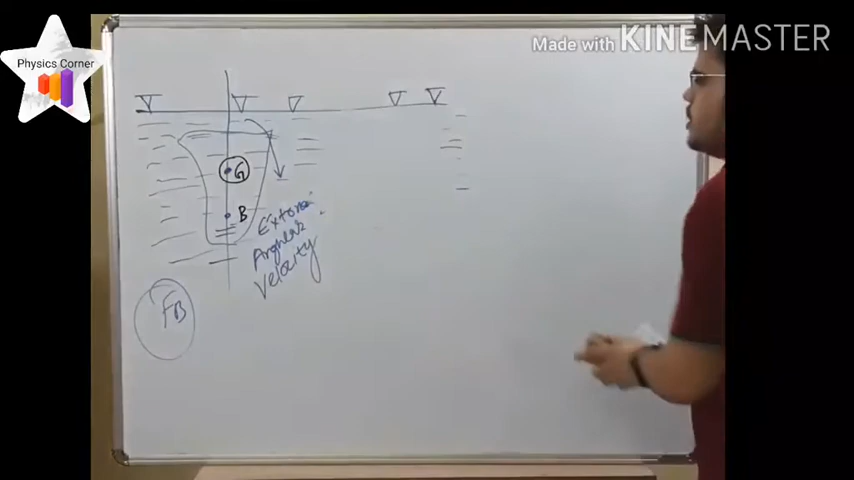 Made with KINEMASTER
Physics Corner
G
B
External
Angular
Velocity
FB